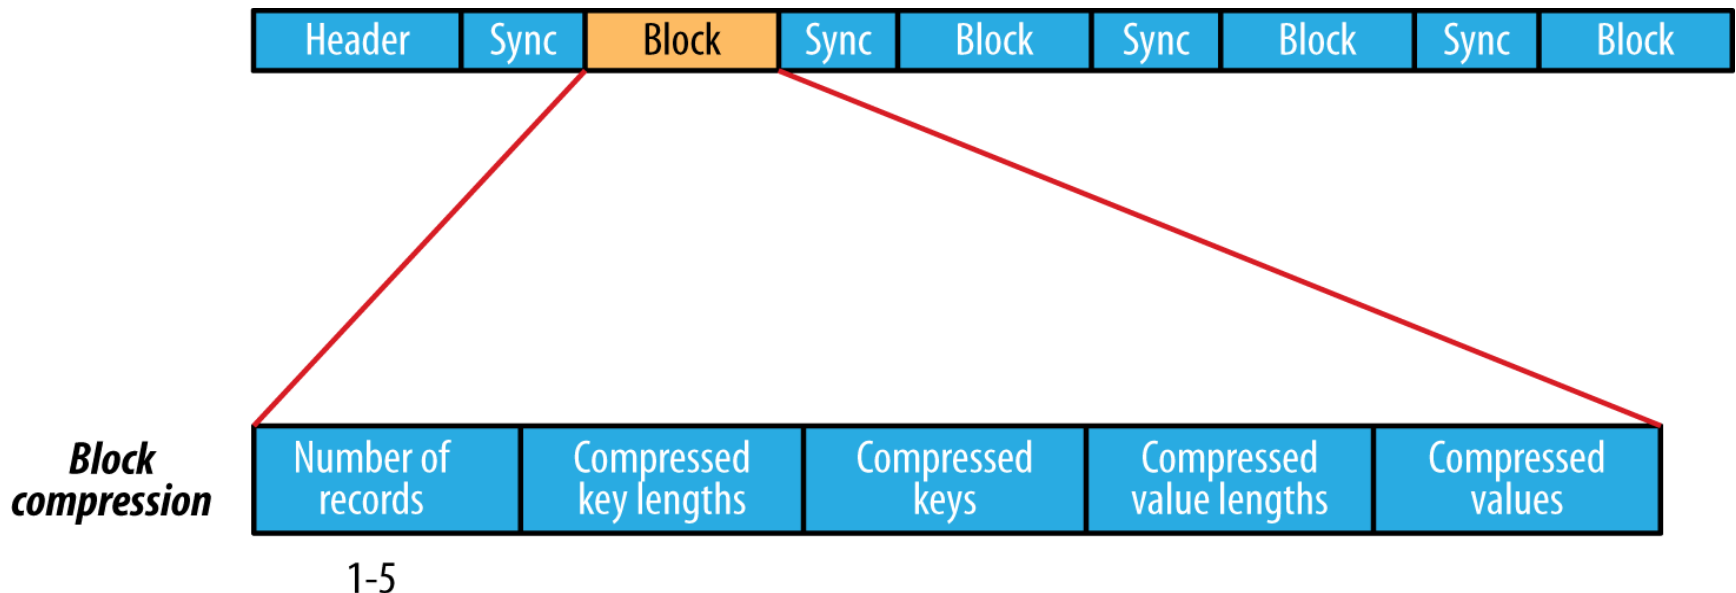 Header Sync Block Sync Block Sync Block Sync Block
Block
compression
Number of
records
Compressed
key lengths
Compressed
keys
Compressed
value lengths
Compressed
values
1-5